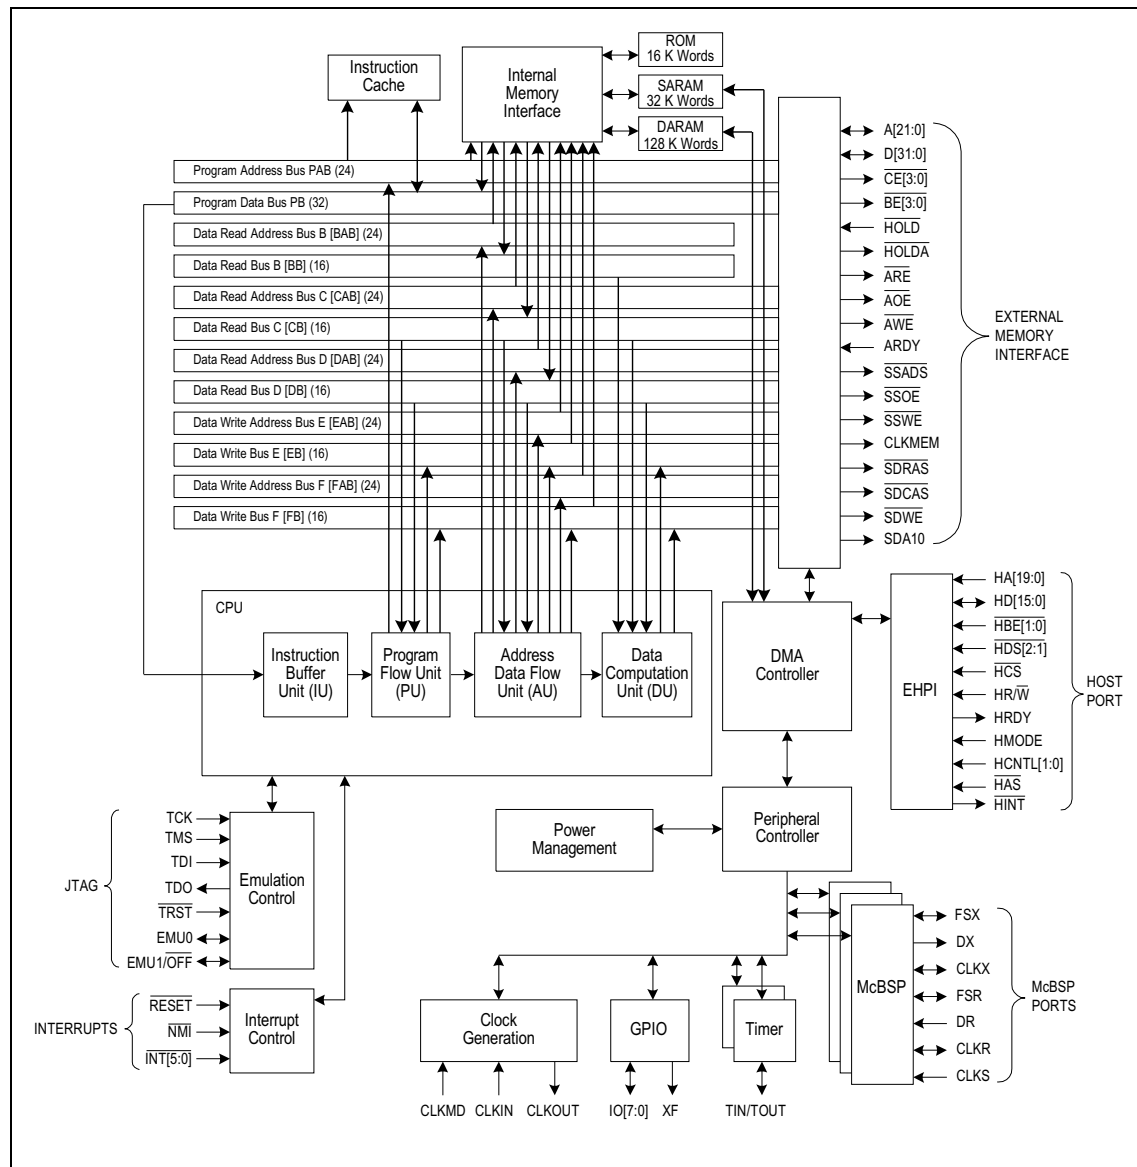 ROM
16 K Words
Instruction
Cache
Internal
Memory
Interface
SARAM
32 K Words
DARAM
128 K Words
Program Address Bus PAB (24)
Program Data Bus PB (32)
Data Read Address Bus B [BAB] (24)
Data Read Bus B [BB] (16)
Data Read Address Bus C [CAB] (24)
Data Read Bus C [CB] (16)
Data Read Address Bus D [DAB] (24)
Data Read Bus D [DB] (16)
Data Write Address Bus E [EAB] (24)
Data Write Bus E [EB] (16)
Data Write Address Bus F [FAB] (24)
Data Write Bus F [FB] (16)
A[21:0]
D[31:0]
CE[3:0]
BE[3:0]
HOLD
HOLDA
ARE
AOE
AWE
ARDY
SSADS
SSOE
SSWE
CLKMEM
SDRAS
SDCAS
SDWE
SDA10
EXTERNAL
MEMORY
INTERFACE
CPU
Instruction
Buffer
Unit (IU)
Program
Flow Unit
(PU)
Address
Data Flow
Unit (AU)
Data
Computation
Unit (DU)
DMA
Controller
EHPI
HA[19:0]
HD[15:0]
HBE[1:0]
HDS[2:1]
HCS
HR/W
HRDY
HMODE
HCNTL[1:0]
HAS
HINT
HOST
PORT
Power
Management
Peripheral
Controller
JTAG
TCK
TMS
TDI
TDO
TRST
EMU0
EMU1/OFF
Emulation
Control
INTERRUPTS
RESET
NMI
INT[5:0]
Interrupt
Control
Clock
Generation
GPIO
Timer
McBSP
FSX
DX
CLKX
FSR
DR
CLKR
CLKS
McBSP
PORTS
CLKMD
CLKIN
CLKOUT
IO[7:0]
XF
TIN/TOUT